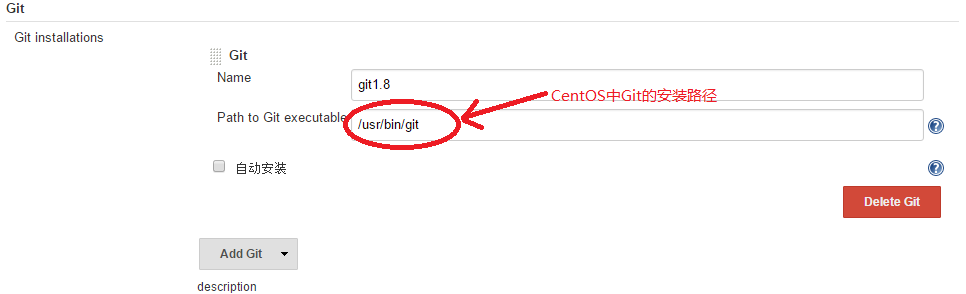 Git
Git installations
Git
Name
git1.8
CentOS中Git的安装路径
Path to Git executable
/usr/bin/git
自动安装
Delete Git
Add Git
description